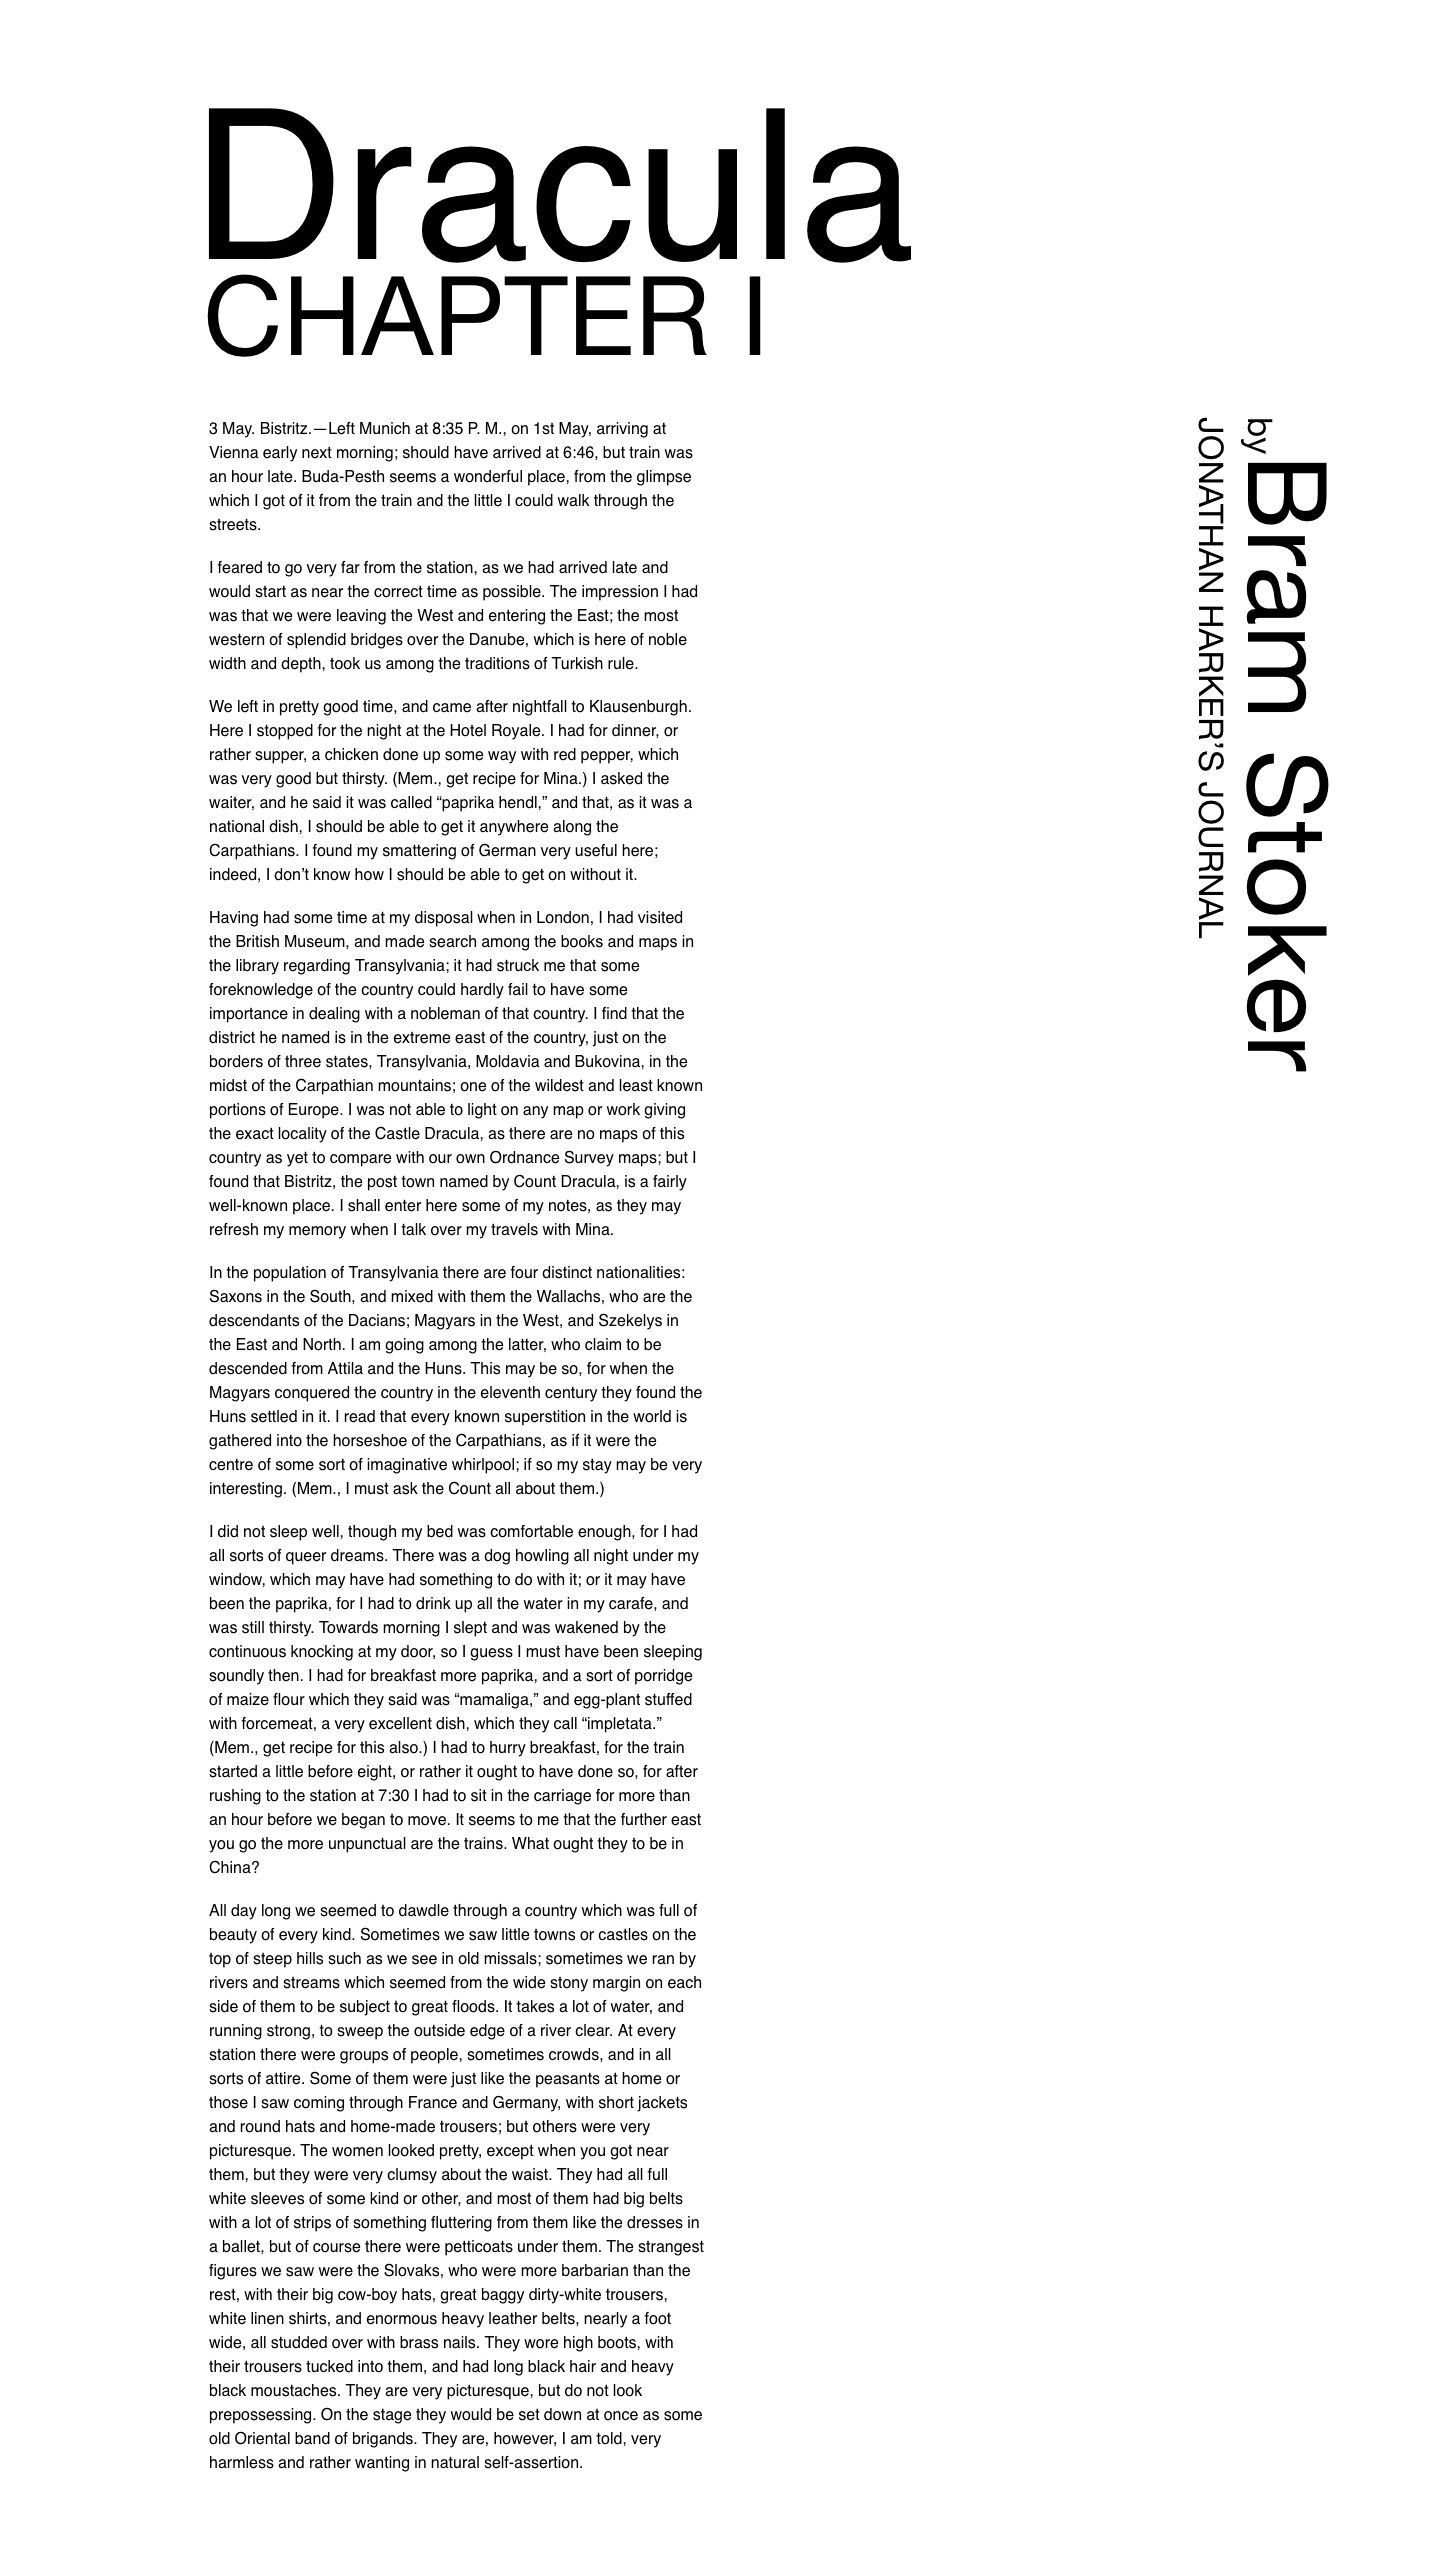 Dracula
CHAPTER I
by Bram Stoker
JONATHAN HARKER’S JOURNAL
3 May. Bistritz.—Left Munich at 8:35 P. M., on 1st May, arriving at
Vienna early next morning; should have arrived at 6:46, but train was
an hour late. Buda-Pesth seems a wonderful place, from the glimpse
which I got of it from the train and the little I could walk through the
streets.
I feared to go very far from the station, as we had arrived late and
would start as near the correct time as possible. The impression I had
was that we were leaving the West and entering the East; the most
western of splendid bridges over the Danube, which is here of noble
width and depth, took us among the traditions of Turkish rule.
We left in pretty good time, and came after nightfall to Klausenburgh.
Here I stopped for the night at the Hotel Royale. I had for dinner, or
rather supper, a chicken done up some way with red pepper, which
was very good but thirsty. (Mem., get recipe for Mina.) I asked the
waiter, and he said it was called “paprika hendl,” and that, as it was a
national dish, I should be able to get it anywhere along the
Carpathians. I found my smattering of German very useful here;
indeed, I don’t know how I should be able to get on without it.
Having had some time at my disposal when in London, I had visited
the British Museum, and made search among the books and maps in
the library regarding Transylvania; it had struck me that some
foreknowledge of the country could hardly fail to have some
importance in dealing with a nobleman of that country. I find that the
district he named is in the extreme east of the country, just on the
borders of three states, Transylvania, Moldavia and Bukovina, in the
midst of the Carpathian mountains; one of the wildest and least known
portions of Europe. I was not able to light on any map or work giving
the exact locality of the Castle Dracula, as there are no maps of this
country as yet to compare with our own Ordnance Survey maps; but I
found that Bistritz, the post town named by Count Dracula, is a fairly
well-known place. I shall enter here some of my notes, as they may
refresh my memory when I talk over my travels with Mina.
In the population of Transylvania there are four distinct nationalities:
Saxons in the South, and mixed with them the Wallachs, who are the
descendants of the Dacians; Magyars in the West, and Szekelys in
the East and North. I am going among the latter, who claim to be
descended from Attila and the Huns. This may be so, for when the
Magyars conquered the country in the eleventh century they found the
Huns settled in it. I read that every known superstition in the world is
gathered into the horseshoe of the Carpathians, as if it were the
centre of some sort of imaginative whirlpool; if so my stay may be very
interesting. (Mem., I must ask the Count all about them.)
I did not sleep well, though my bed was comfortable enough, for I had
all sorts of queer dreams. There was a dog howling all night under my
window, which may have had something to do with it; or it may have
been the paprika, for I had to drink up all the water in my carafe, and
was still thirsty. Towards morning I slept and was wakened by the
continuous knocking at my door, so I guess I must have been sleeping
soundly then. I had for breakfast more paprika, and a sort of porridge
of maize flour which they said was “mamaliga,” and egg-plant stuffed
with forcemeat, a very excellent dish, which they call “impletata.”
(Mem., get recipe for this also.) I had to hurry breakfast, for the train
started a little before eight, or rather it ought to have done so, for after
rushing to the station at 7:30 I had to sit in the carriage for more than
an hour before we began to move. It seems to me that the further east
you go the more unpunctual are the trains. What ought they to be in
China?
All day long we seemed to dawdle through a country which was full of
beauty of every kind. Sometimes we saw little towns or castles on the
top of steep hills such as we see in old missals; sometimes we ran by
rivers and streams which seemed from the wide stony margin on each
side of them to be subject to great floods. It takes a lot of water, and
running strong, to sweep the outside edge of a river clear. At every
station there were groups of people, sometimes crowds, and in all
sorts of attire. Some of them were just like the peasants at home or
those I saw coming through France and Germany, with short jackets
and round hats and home-made trousers; but others were very
picturesque. The women looked pretty, except when you got near
them, but they were very clumsy about the waist. They had all full
white sleeves of some kind or other, and most of them had big belts
with a lot of strips of something fluttering from them like the dresses in
a ballet, but of course there were petticoats under them. The strangest
figures we saw were the Slovaks, who were more barbarian than the
rest, with their big cow-boy hats, great baggy dirty-white trousers,
white linen shirts, and enormous heavy leather belts, nearly a foot
wide, all studded over with brass nails. They wore high boots, with
their trousers tucked into them, and had long black hair and heavy
black moustaches. They are very picturesque, but do not look
prepossessing. On the stage they would be set down at once as some
old Oriental band of brigands. They are, however, I am told, very
harmless and rather wanting in natural self-assertion.